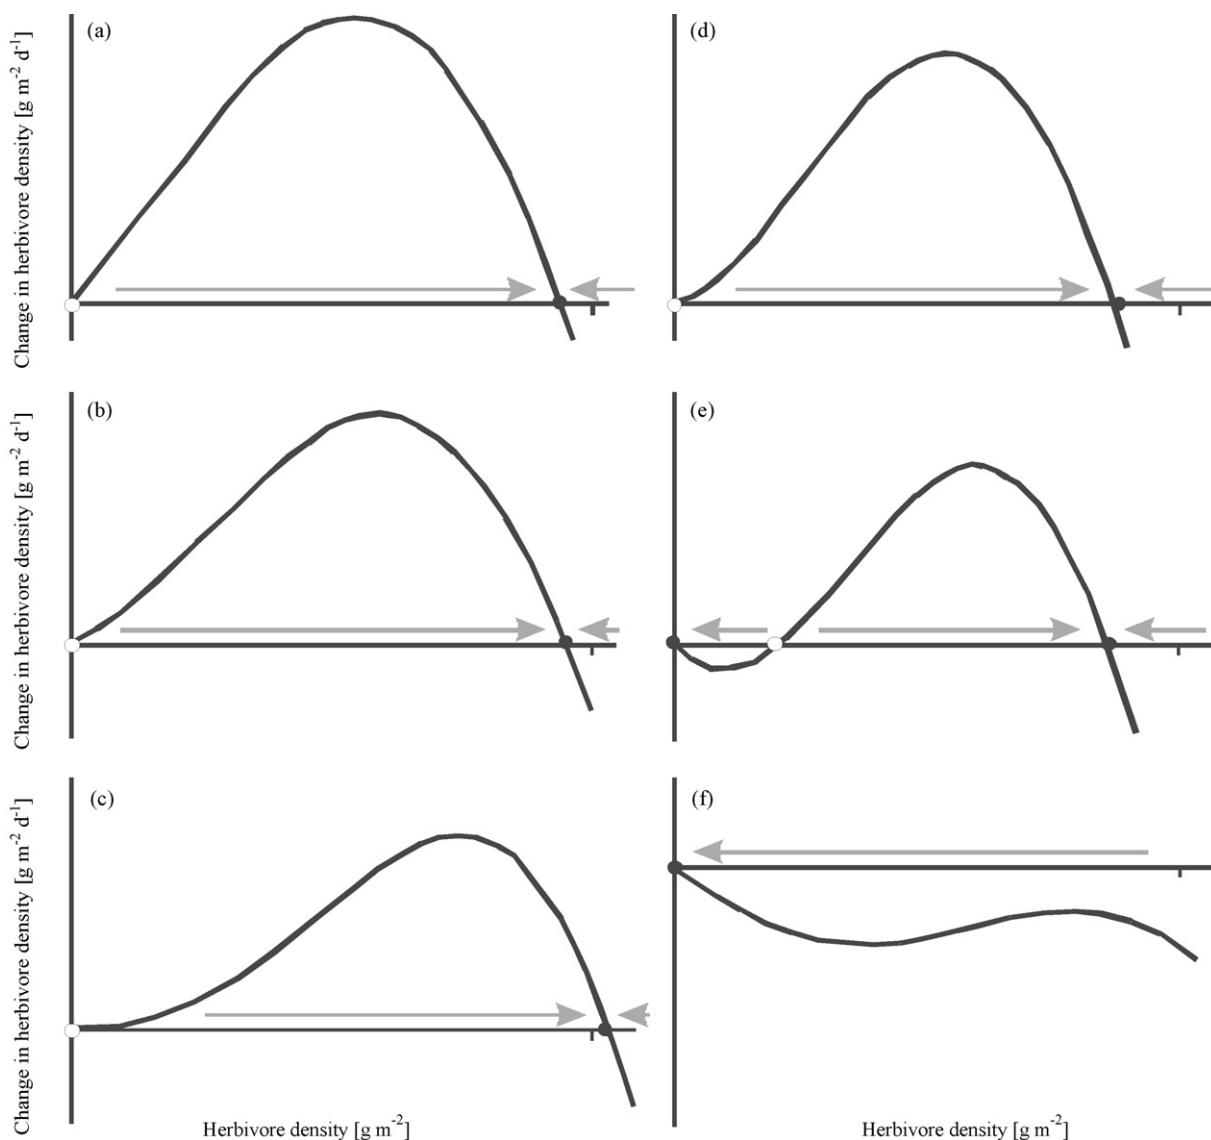 (a)
Change in herbivore density [g m⁻² d⁻¹]
(d)
(b)
Change in herbivore density [g m⁻² d⁻¹]
(e)
(c)
Change in herbivore density [g m⁻² d⁻¹]
(f)
Herbivore density [g m⁻²]
Herbivore density [g m⁻²]